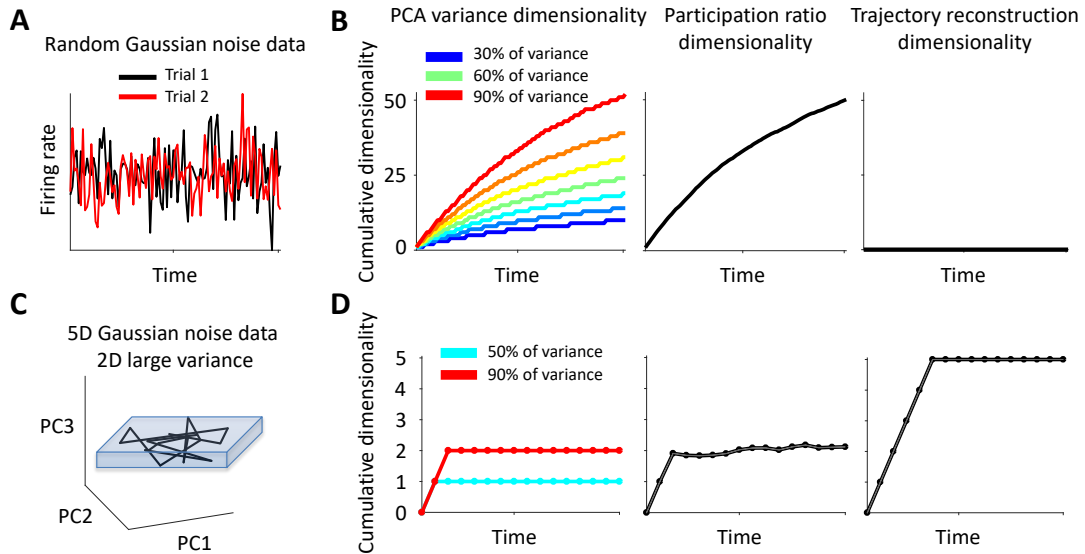 A
Random Gaussian noise data
Trial 1
Trial 2
Firing rate
Time
B
PCA variance dimensionality
30% of variance
60% of variance
90% of variance
Cumulative dimensionality
50
25
0
Time
Participation ratio
dimensionality
Time
Trajectory reconstruction
dimensionality
Time
C
5D Gaussian noise data
2D large variance
PC3
PC2
PC1
D
50% of variance
90% of variance
Cumulative dimensionality
5
4
3
2
1
0
Time
Time
Time